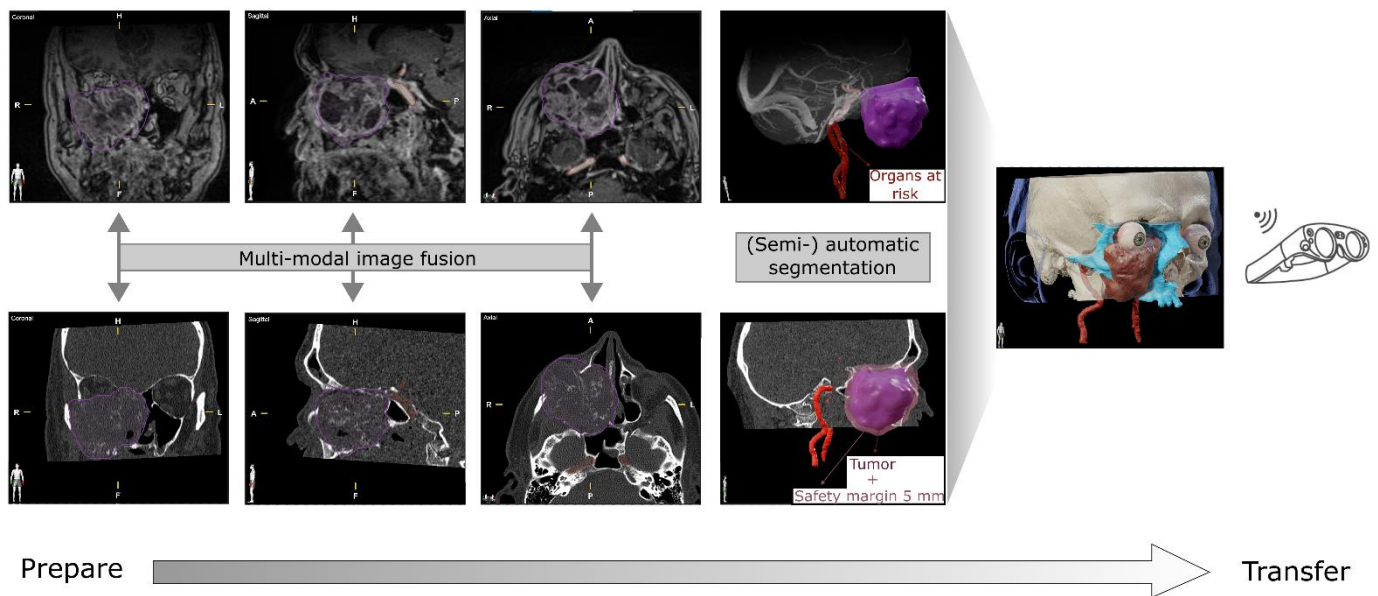 Coronal
H
R
L
F
Sagittal
H
A
P
F
Axial
A
R
L
P
Organs at
risk
Multi-modal image fusion
(Semi-) automatic
segmentation
Coronal
H
R
L
F
Sagittal
H
A
P
F
Axial
A
R
L
P
Tumor
+
Safety margin 5 mm
Prepare
Transfer